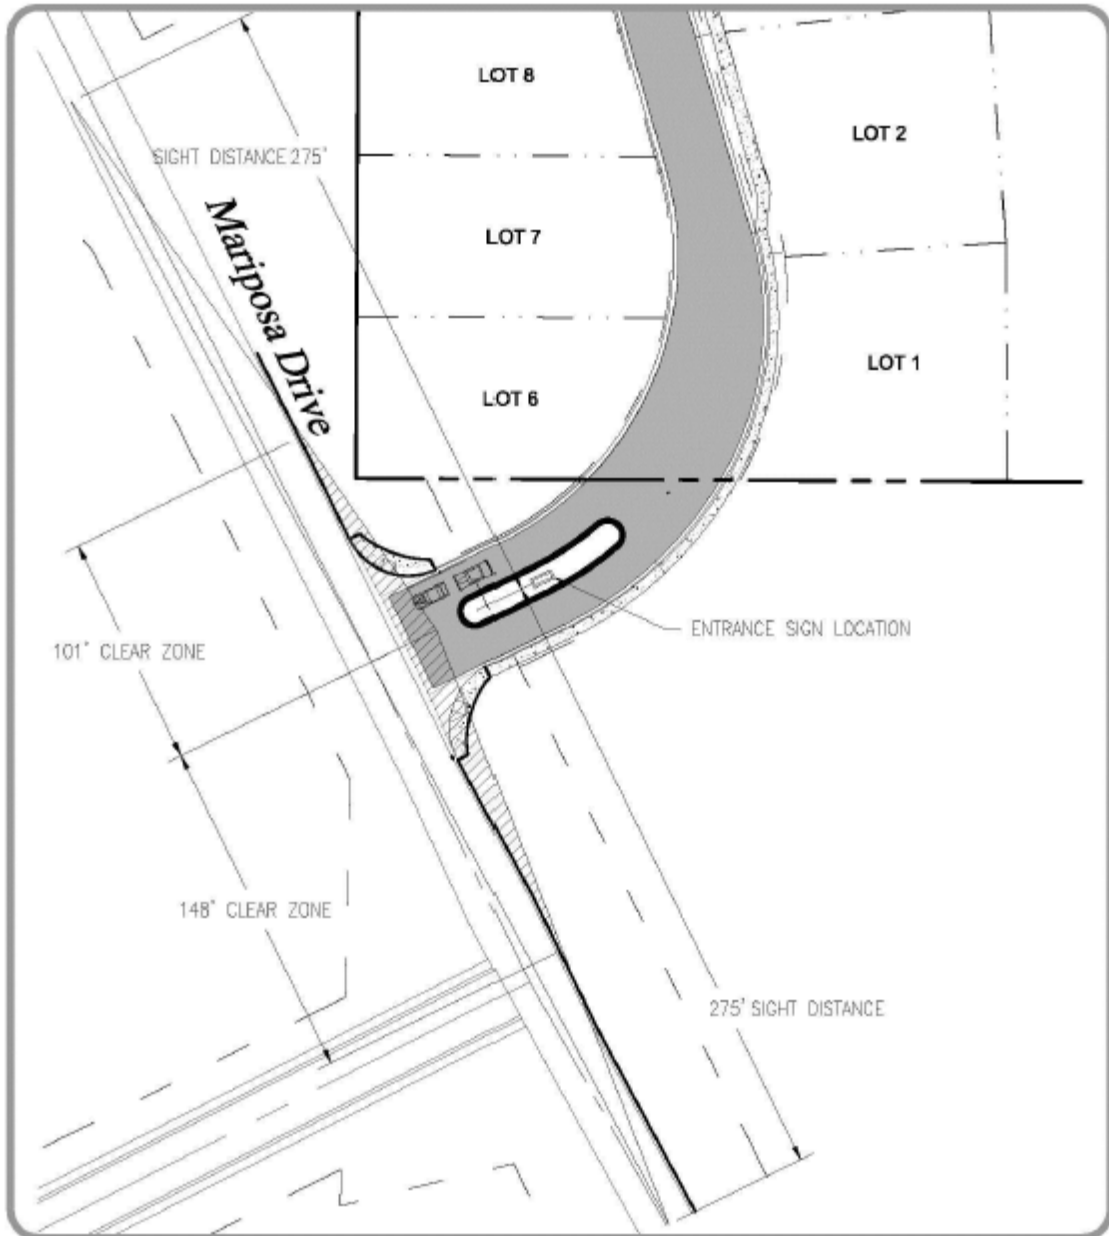 LOT 8
LOT 2
SIGHT DISTANCE 275'
Mariposa Drive
LOT 7
LOT 1
LOT 6
ENTRANCE SIGN LOCATION
101' CLEAR ZONE
148' CLEAR ZONE
275' SIGHT DISTANCE